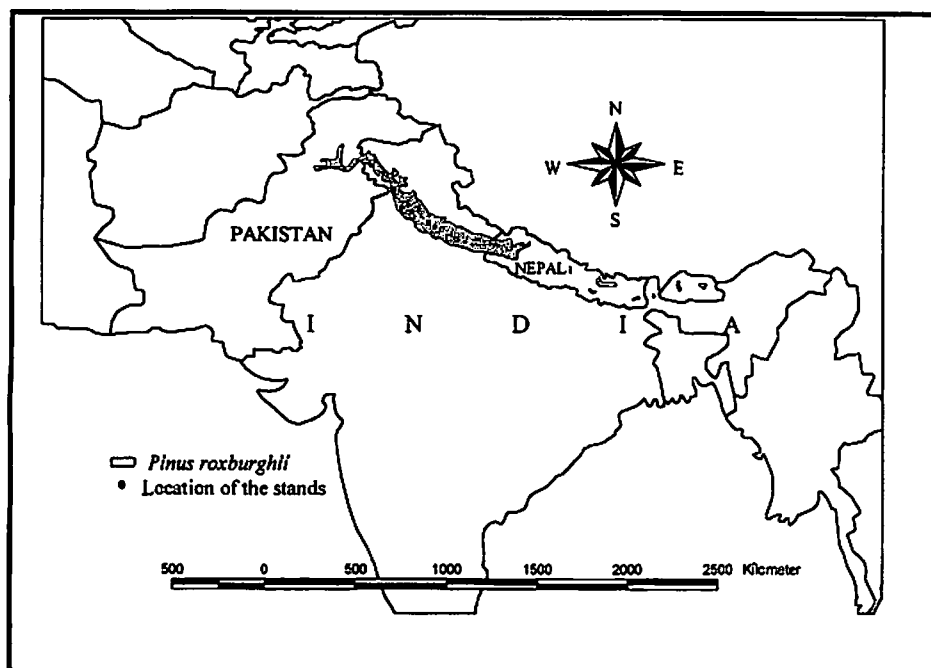 N
W E
S
PAKISTAN
NEPAL
I N D I A
Pinus roxburghii
Location of the stands
500 0 500 1000 1500 2000 2500 Kilometer